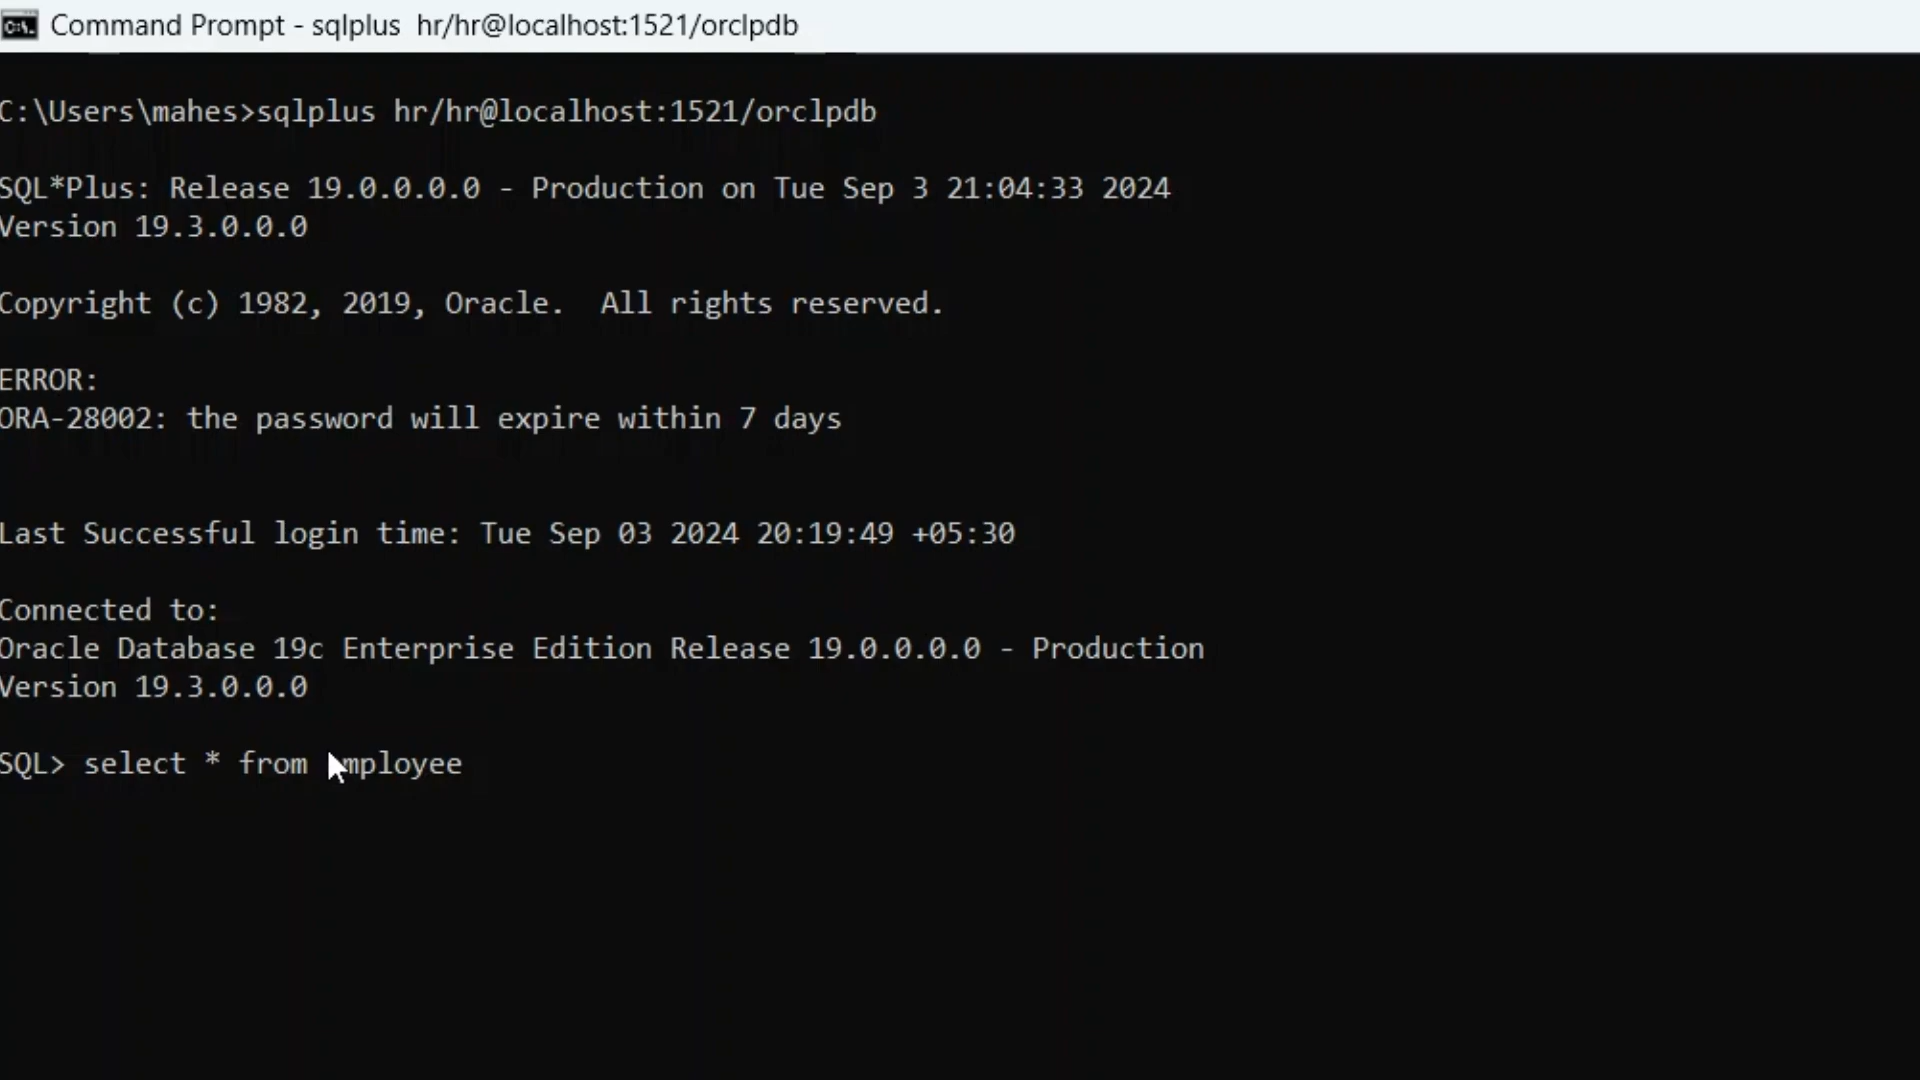 Command Prompt - sqlplus  hr/hr@localhost:1521/orclpdb
C:\Users\mahes>sqlplus hr/hr@localhost:1521/orclpdb
SQL*Plus: Release 19.0.0.0.0 - Production on Tue Sep 3 21:04:33 2024
Version 19.3.0.0.0
Copyright (c) 1982, 2019, Oracle.  All rights reserved.
ERROR:
ORA-28002: the password will expire within 7 days
Last Successful login time: Tue Sep 03 2024 20:19:49 +05:30
Connected to:
Oracle Database 19c Enterprise Edition Release 19.0.0.0.0 - Production
Version 19.3.0.0.0
SQL> select * from employee